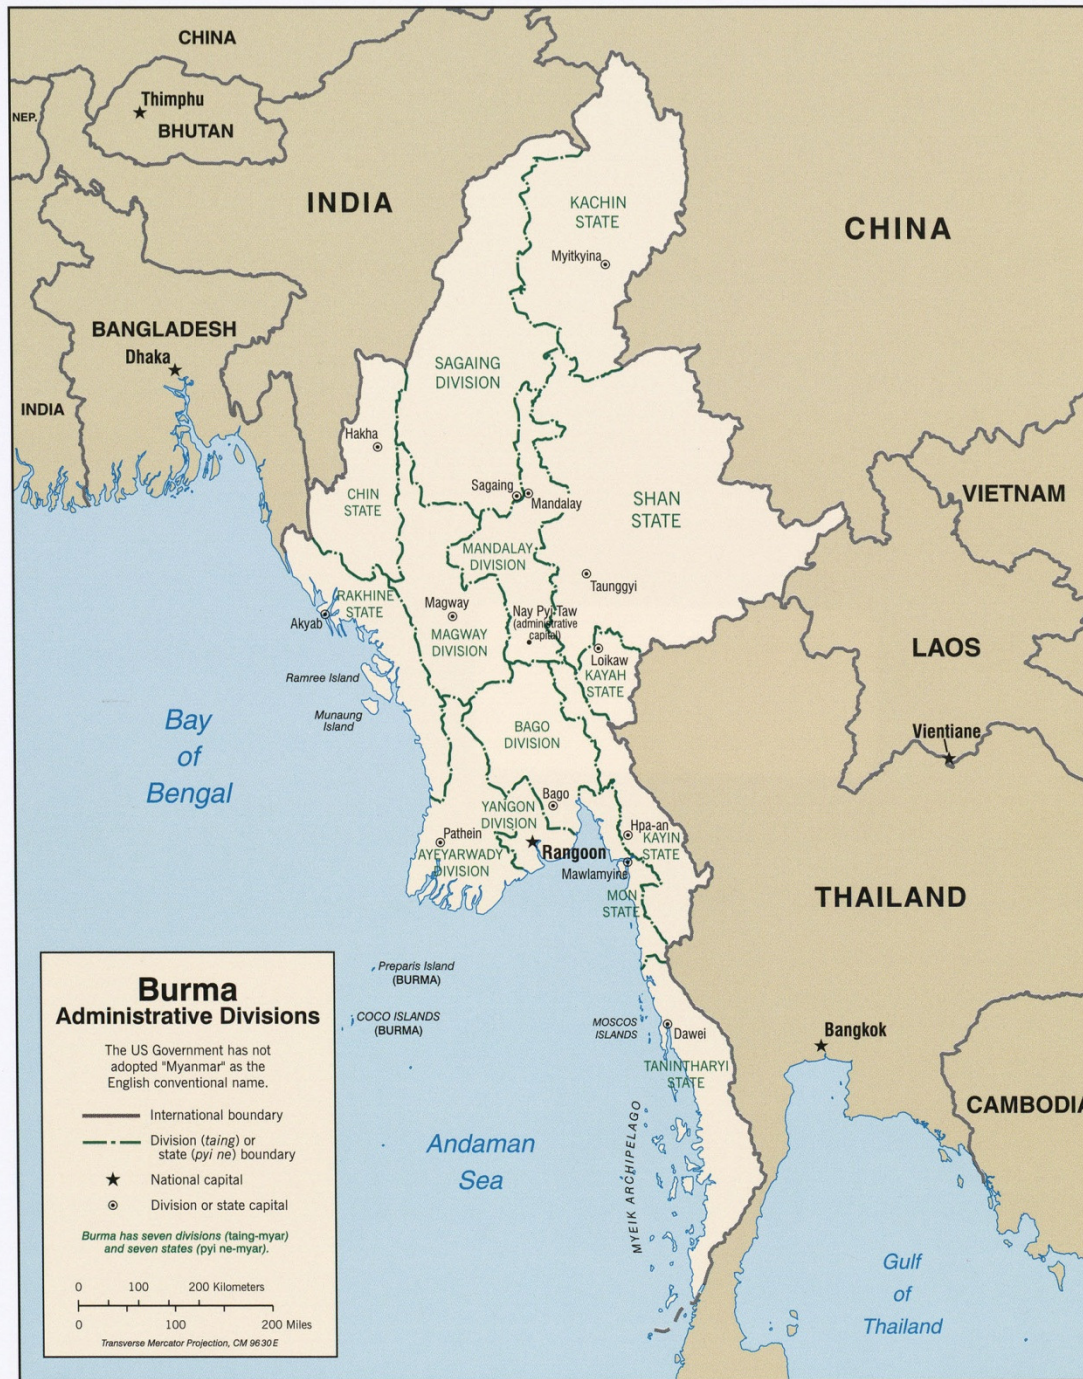 CHINA
Thimphu
NEP.
BHUTAN
INDIA
KACHIN
STATE
CHINA
Myitkyina
BANGLADESH
Dhaka
SAGAING
DIVISION
INDIA
Hakha
Sagaing
Mandalay
CHIN
STATE
SHAN
STATE
VIETNAM
MANDALAY
DIVISION
Taunggyi
RAKHINE
STATE
Akyab
Magway
MAGWAY
DIVISION
Nay Pyi Taw
(administrative
capital)
Loikaw
KAYAH
STATE
LAOS
Ramree Island
Munaung
Island
Bay
of
Bengal
BAGO
DIVISION
Vientiane
Bago
YANGON
DIVISION
Pathein
AYEYARWADY
DIVISION
Rangoon
Hpa-an
KAYIN
STATE
Mawlamyine
MON
STATE
THAILAND
Preparis Island
(BURMA)
COCO ISLANDS
(BURMA)
MOSCOS
ISLANDS
Dawei
TANINTHARYI
STATE
Bangkok
CAMBODIA
MYEIK ARCHIPELAGO
Andaman
Sea
Gulf
of
Thailand
Burma
Administrative Divisions
The US Government has not
adopted "Myanmar" as the
English conventional name.
International boundary
Division (taing) or
state (pyi ne) boundary
National capital
Division or state capital
Burma has seven divisions (taing-myar)
and seven states (pyi ne-myar).
0 100 200 Kilometers
0 100 200 Miles
Transverse Mercator Projection, CM 9630E